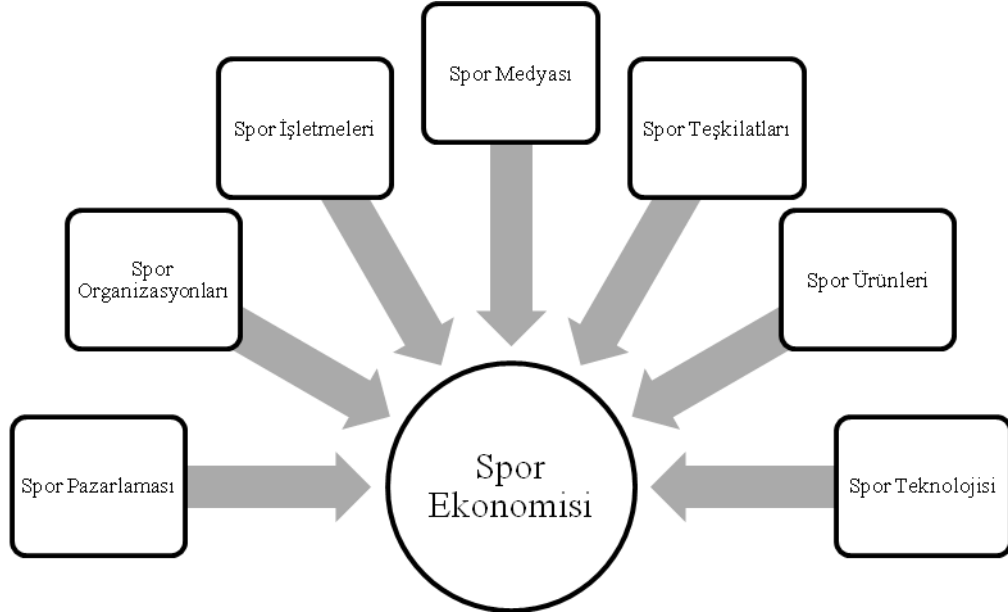 Spor Medyası
Spor İşletmeleri
Spor Teşkilatları
Spor
Organizasyonları
Spor Ürünleri
Spor Pazarlaması
Spor
Ekonomisi
Spor Teknolojisi